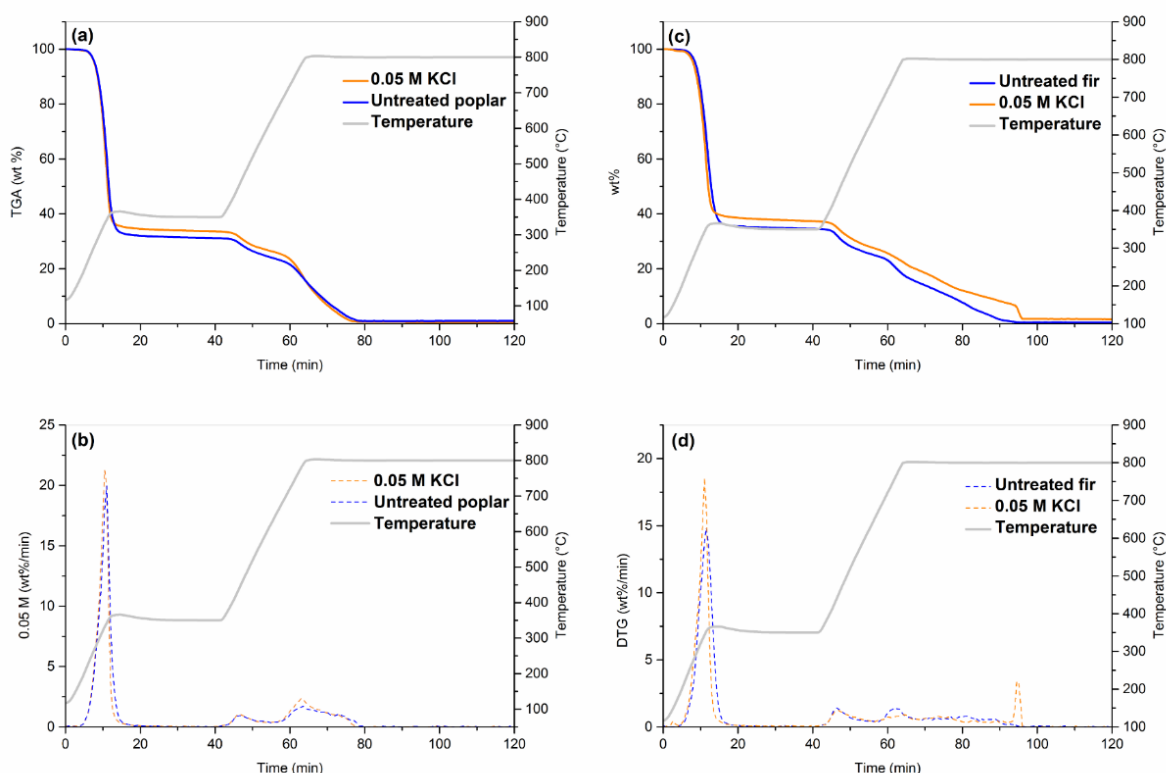 (a)
0.05 M KCl
Untreated poplar
Temperature
TGA (wt %)
100
80
60
40
20
0
900
800
700
600
500
400
300
200
100
Temperature (°C)
0 20 40 60 80 100 120
Time (min)
(c)
Untreated fir
0.05 M KCl
Temperature
wt%
100
80
60
40
20
0
900
800
700
600
500
400
300
200
100
Temperature (°C)
0 20 40 60 80 100 120
Time (min)
(b)
0.05 M KCl
Untreated poplar
Temperature
0.05 M (wt%/min)
25
20
15
10
5
0
900
800
700
600
500
400
300
200
100
Temperature (°C)
0 20 40 60 80 100 120
Time (min)
(d)
Untreated fir
0.05 M KCl
Temperature
DTG (wt%/min)
20
15
10
5
0
900
800
700
600
500
400
300
200
100
Temperature (°C)
0 20 40 60 80 100 120
Time (min)